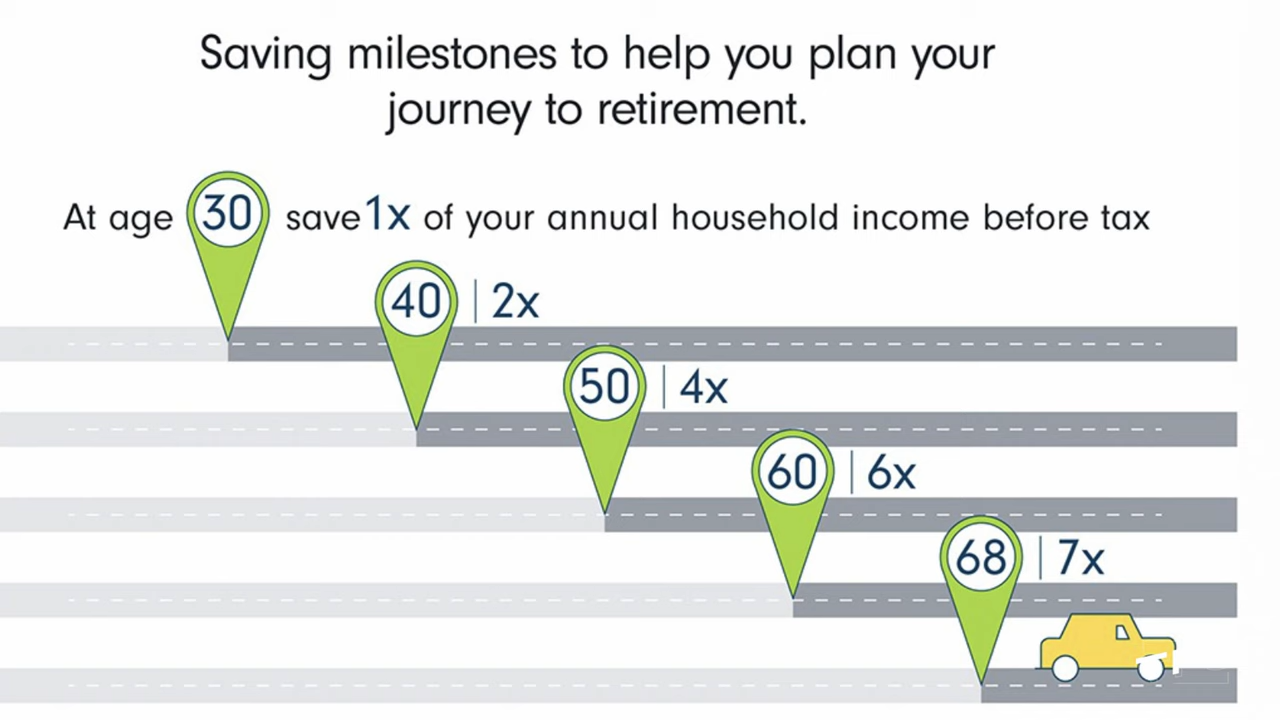 Saving milestones to help you plan your
journey to retirement.
At age 30 save 1x of your annual household income before tax
40 | 2x
50 | 4x
60 | 6x
68 | 7x